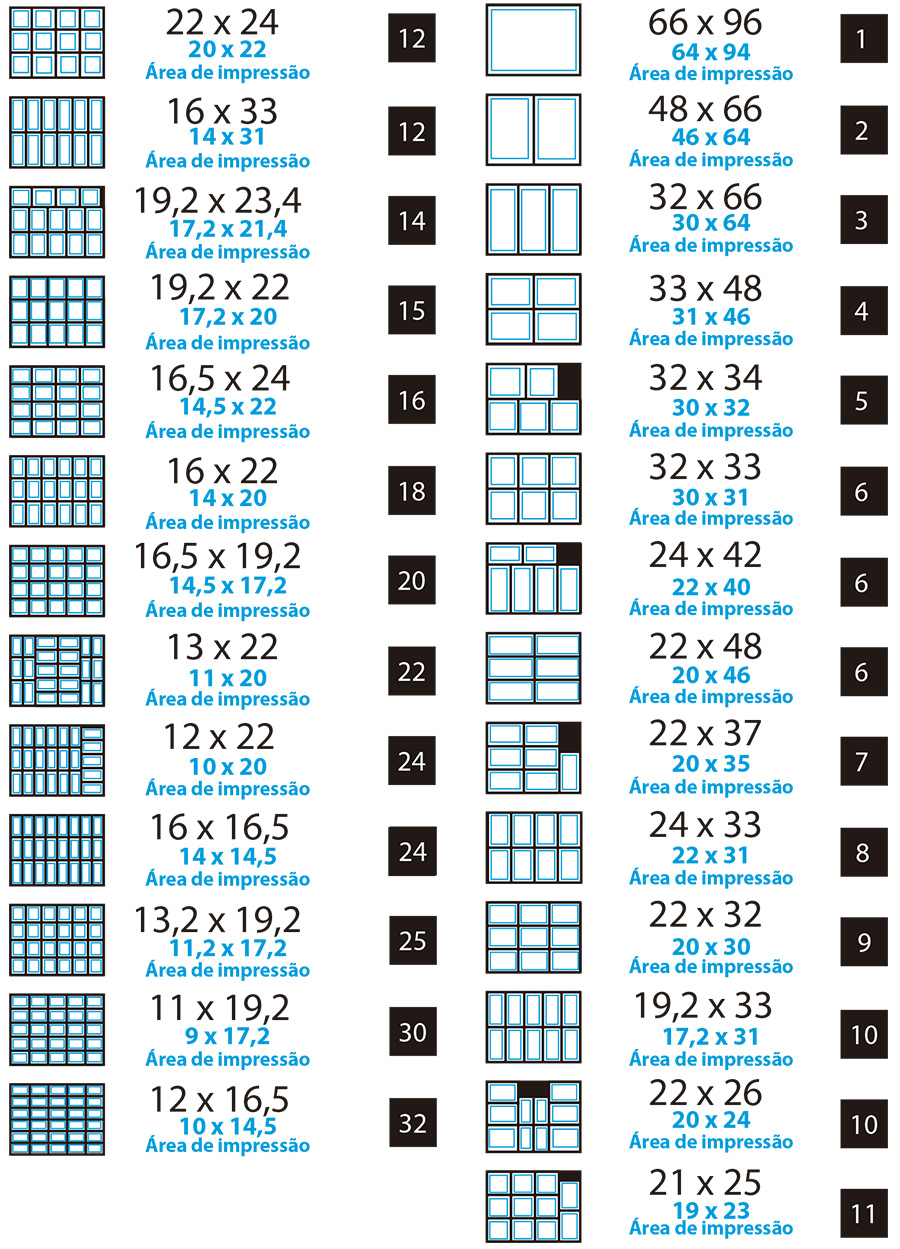 22 x 24
20 x 22
Área de impressão
12
16 x 33
14 x 31
Área de impressão
12
19,2 x 23,4
17,2 x 21,4
Área de impressão
14
19,2 x 22
17,2 x 20
Área de impressão
15
16,5 x 24
14,5 x 22
Área de impressão
16
16 x 22
14 x 20
Área de impressão
18
16,5 x 19,2
14,5 x 17,2
Área de impressão
20
13 x 22
11 x 20
Área de impressão
22
12 x 22
10 x 20
Área de impressão
24
16 x 16,5
14 x 14,5
Área de impressão
24
13,2 x 19,2
11,2 x 17,2
Área de impressão
25
11 x 19,2
9 x 17,2
Área de impressão
30
12 x 16,5
10 x 14,5
Área de impressão
32
66 x 96
64 x 94
Área de impressão
1
48 x 66
46 x 64
Área de impressão
2
32 x 66
30 x 64
Área de impressão
3
33 x 48
31 x 46
Área de impressão
4
32 x 34
30 x 32
Área de impressão
5
32 x 33
30 x 31
Área de impressão
6
24 x 42
22 x 40
Área de impressão
6
22 x 48
20 x 46
Área de impressão
6
22 x 37
20 x 35
Área de impressão
7
24 x 33
22 x 31
Área de impressão
8
22 x 32
20 x 30
Área de impressão
9
19,2 x 33
17,2 x 31
Área de impressão
10
22 x 26
20 x 24
Área de impressão
10
21 x 25
19 x 23
Área de impressão
11